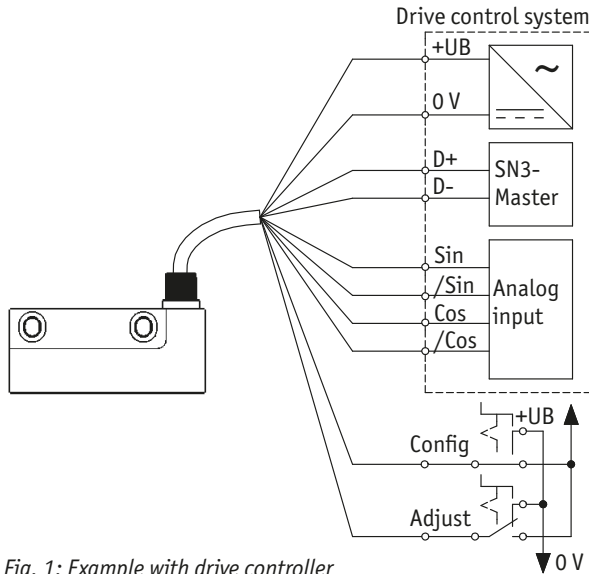 Drive control system
+UB
0 V
D+
D-
SN3-
Master
Sin
/Sin
Cos
/Cos
Analog
input
+UB
Config
Adjust
0 V
Fig. 1: Example with drive controller